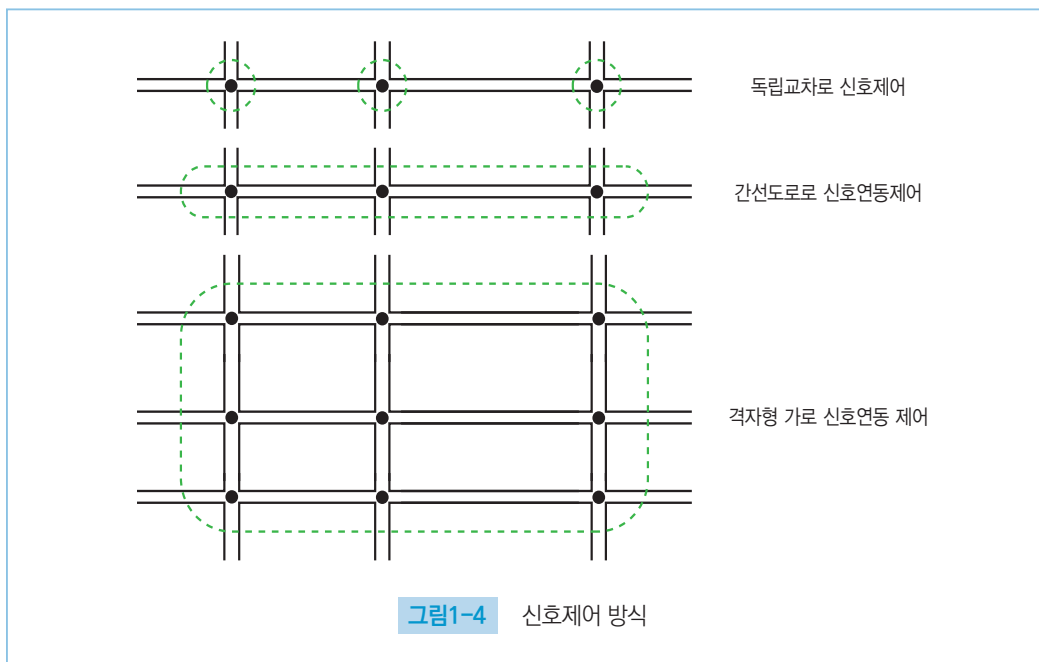 독립교차로 신호제어
간선도로로 신호연동제어
격자형 가로 신호연동 제어
그림1-4 신호제어 방식